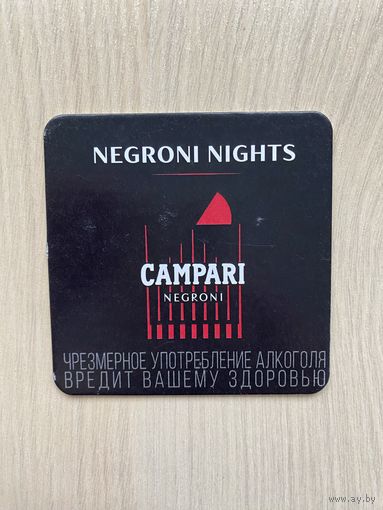 NEGRONI NIGHTS
CAMPARI
NEGRONI
ЧРЕЗМЕРНОЕ УПОТРЕБЛЕНИЕ АЛКОГОЛЯ
ВРЕДИТ ВАШЕМУ ЗДОРОВЬЮ
www.ay.by